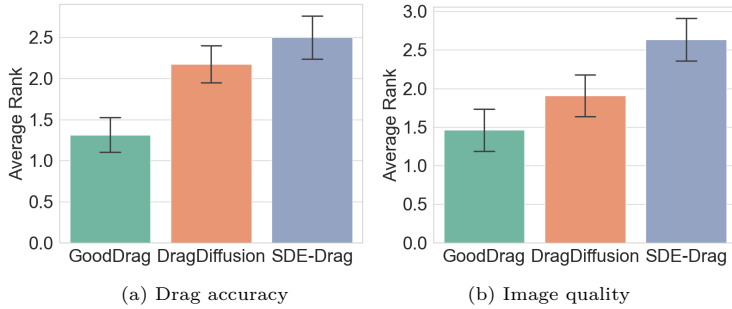 2.5
2.0
1.5
1.0
0.5
0.0
Average Rank
GoodDrag DragDiffusion SDE-Drag
(a) Drag accuracy
3.0
2.5
2.0
1.5
1.0
0.5
0.0
Average Rank
GoodDrag DragDiffusion SDE-Drag
(b) Image quality